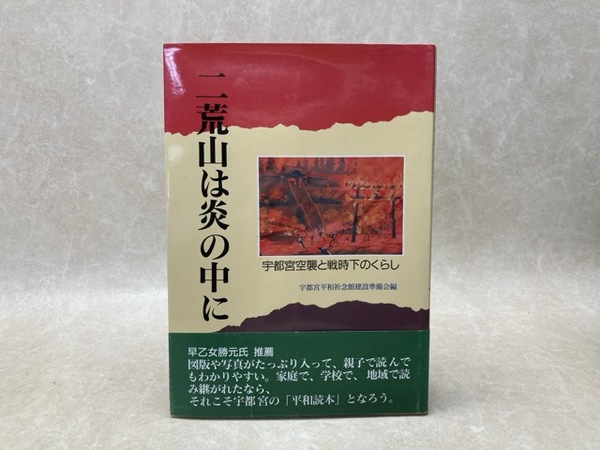 二荒山は炎の中に
宇都宮空襲と戦時下のくらし
宇都宮平和祈念館建設準備会編
早乙女勝元氏 推薦
図版や写真がたっぷり入って、親子で読んで
もわかりやすい。家庭で、学校で、地域で読
み継がれたなら、
それこそ宇都宮の「平和読本」となろう。